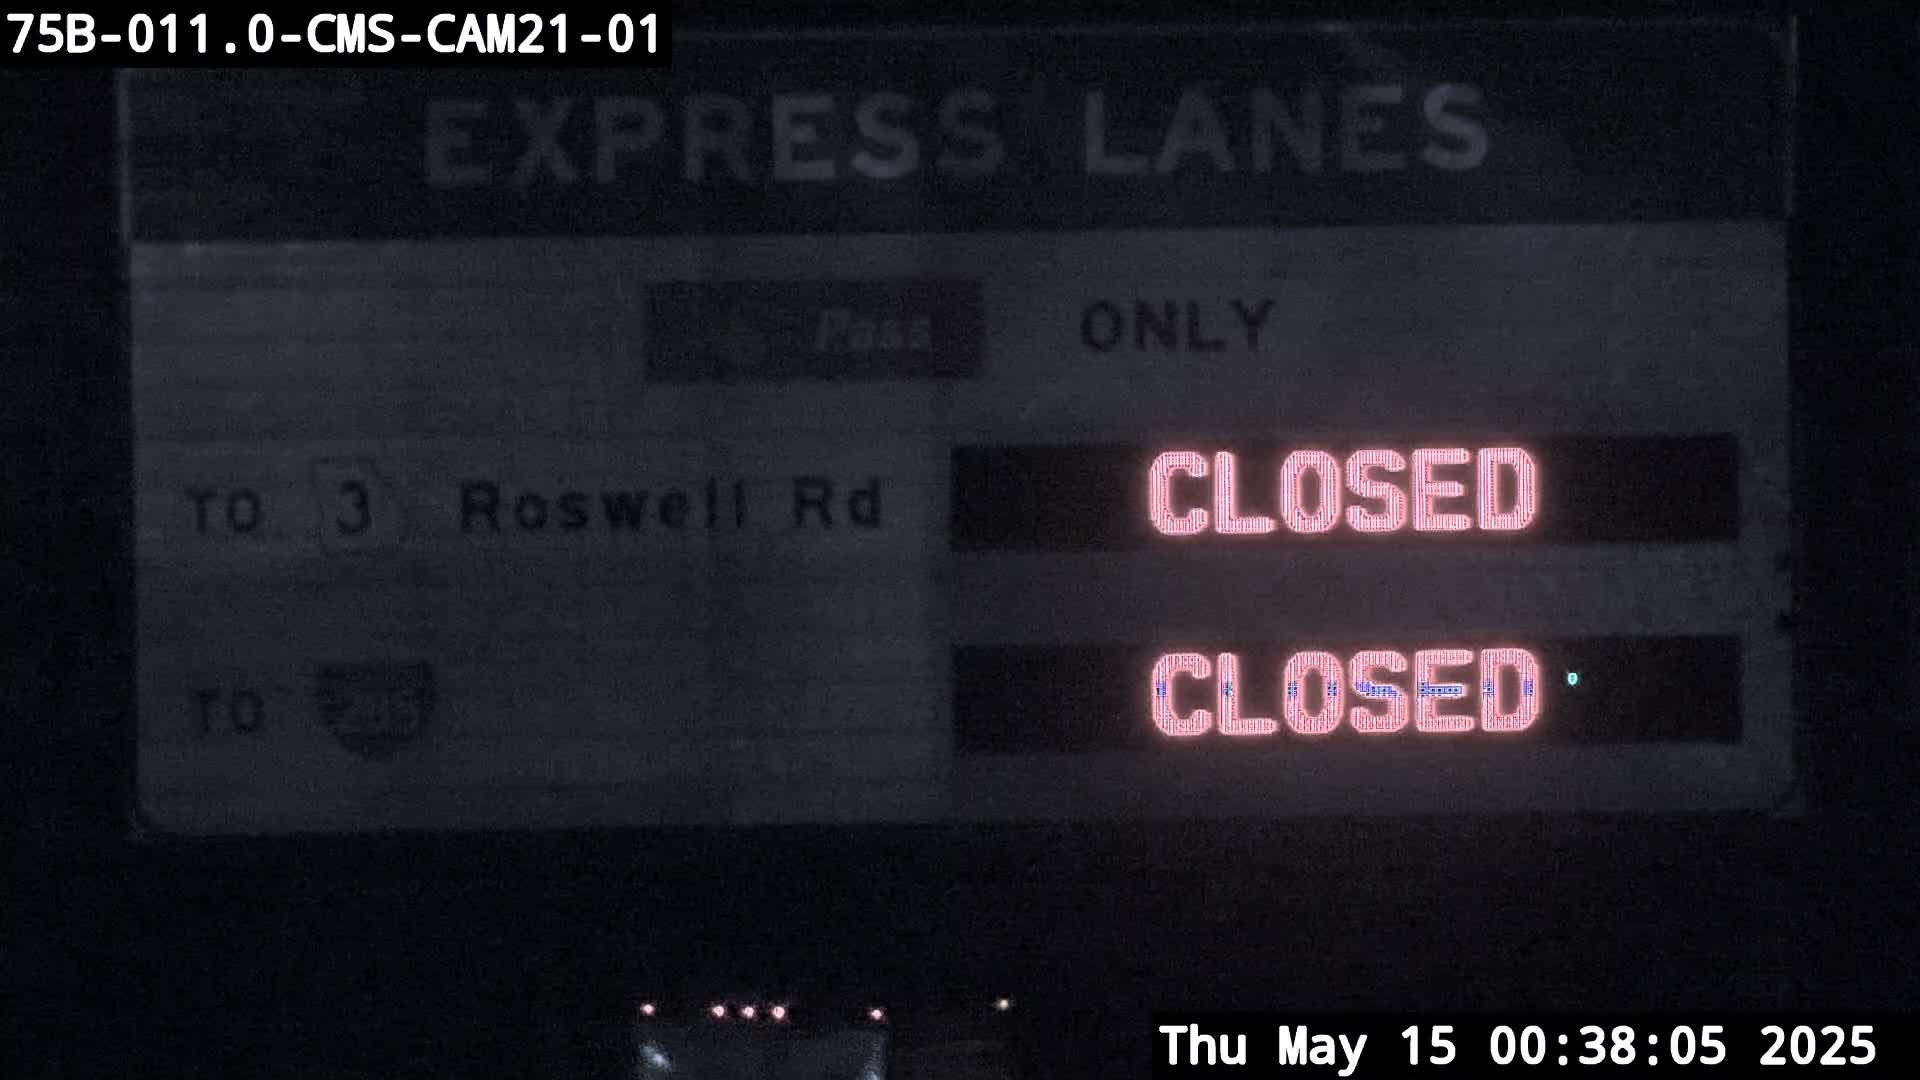 75B-011.0-CMS-CAM21-01
EXPRESS LANES
Pass ONLY
TO 3 Roswell Rd CLOSED
TO CLOSED
Thu May 15 00:38:05 2025